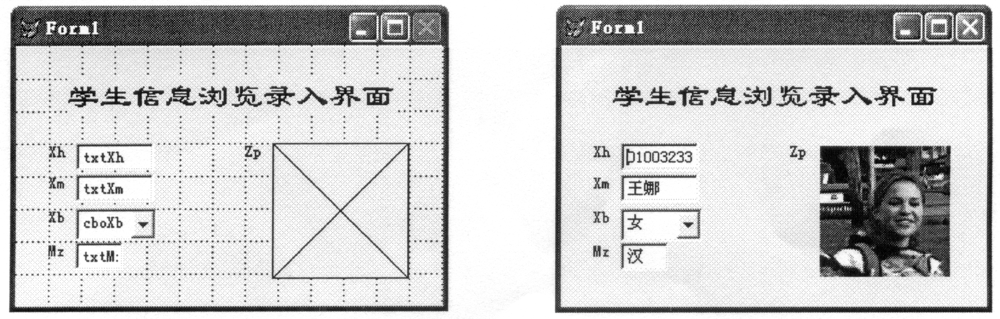 Form1
学生信息浏览录入界面
Xh txtXh Zp
Xm txtXm
Xb cboXb
Mz txtM:
Form1
学生信息浏览录入界面
Xh 01003233 Zp
Xm 王娜
Xb 女
Mz 汉